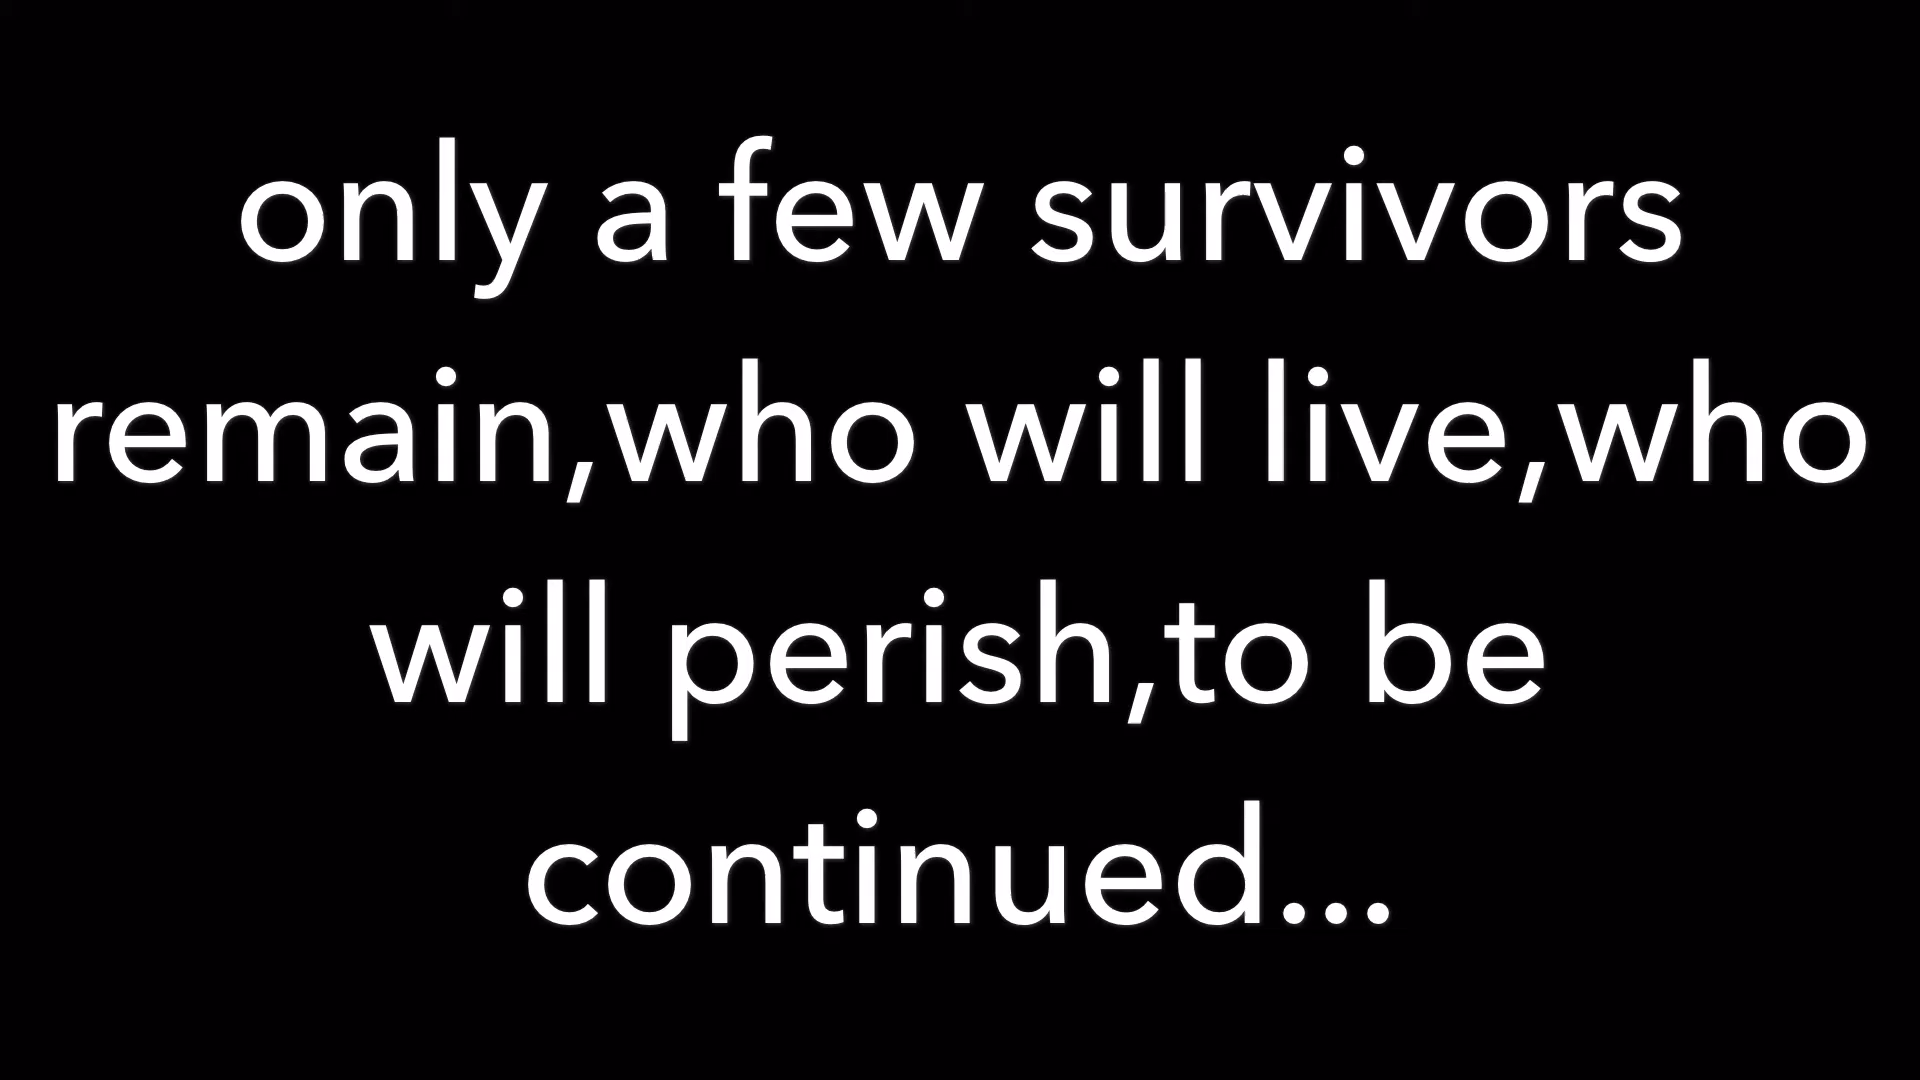 only a few survivors
remain,who will live,who
will perish,to be
continued...